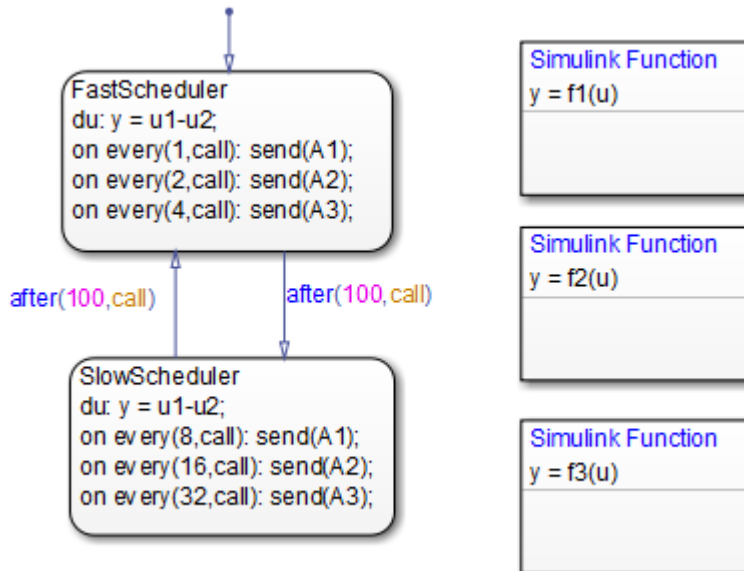 FastScheduler
du: y = u1-u2;
on every(1,call): send(A1);
on every(2,call): send(A2);
on every(4,call): send(A3);
after(100,call)
after(100,call)
SlowScheduler
du: y = u1-u2;
on every(8,call): send(A1);
on every(16,call): send(A2);
on every(32,call): send(A3);
Simulink Function
y = f1(u)
Simulink Function
y = f2(u)
Simulink Function
y = f3(u)